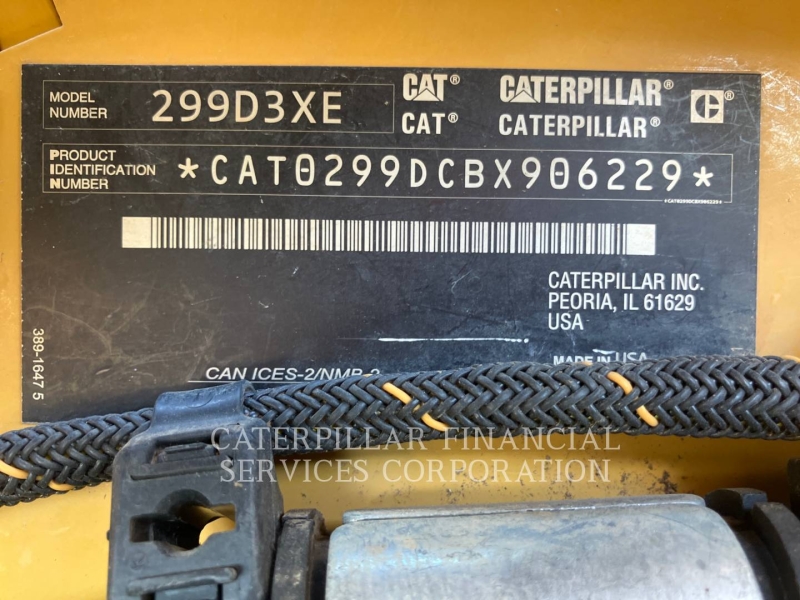 MODEL
NUMBER
299D3XE
CAT® CATERPILLAR® C®
CAT® CATERPILLAR®
PRODUCT
IDENTIFICATION
NUMBER
*CAT0299DCBX906229*
*CAT0299DCBX906229*
CATERPILLAR INC.
PEORIA, IL 61629
USA
MADE IN USA
389-1647 5
CAN ICES-2/NMB-2
CATERPILLAR FINANCIAL
SERVICES CORPORATION